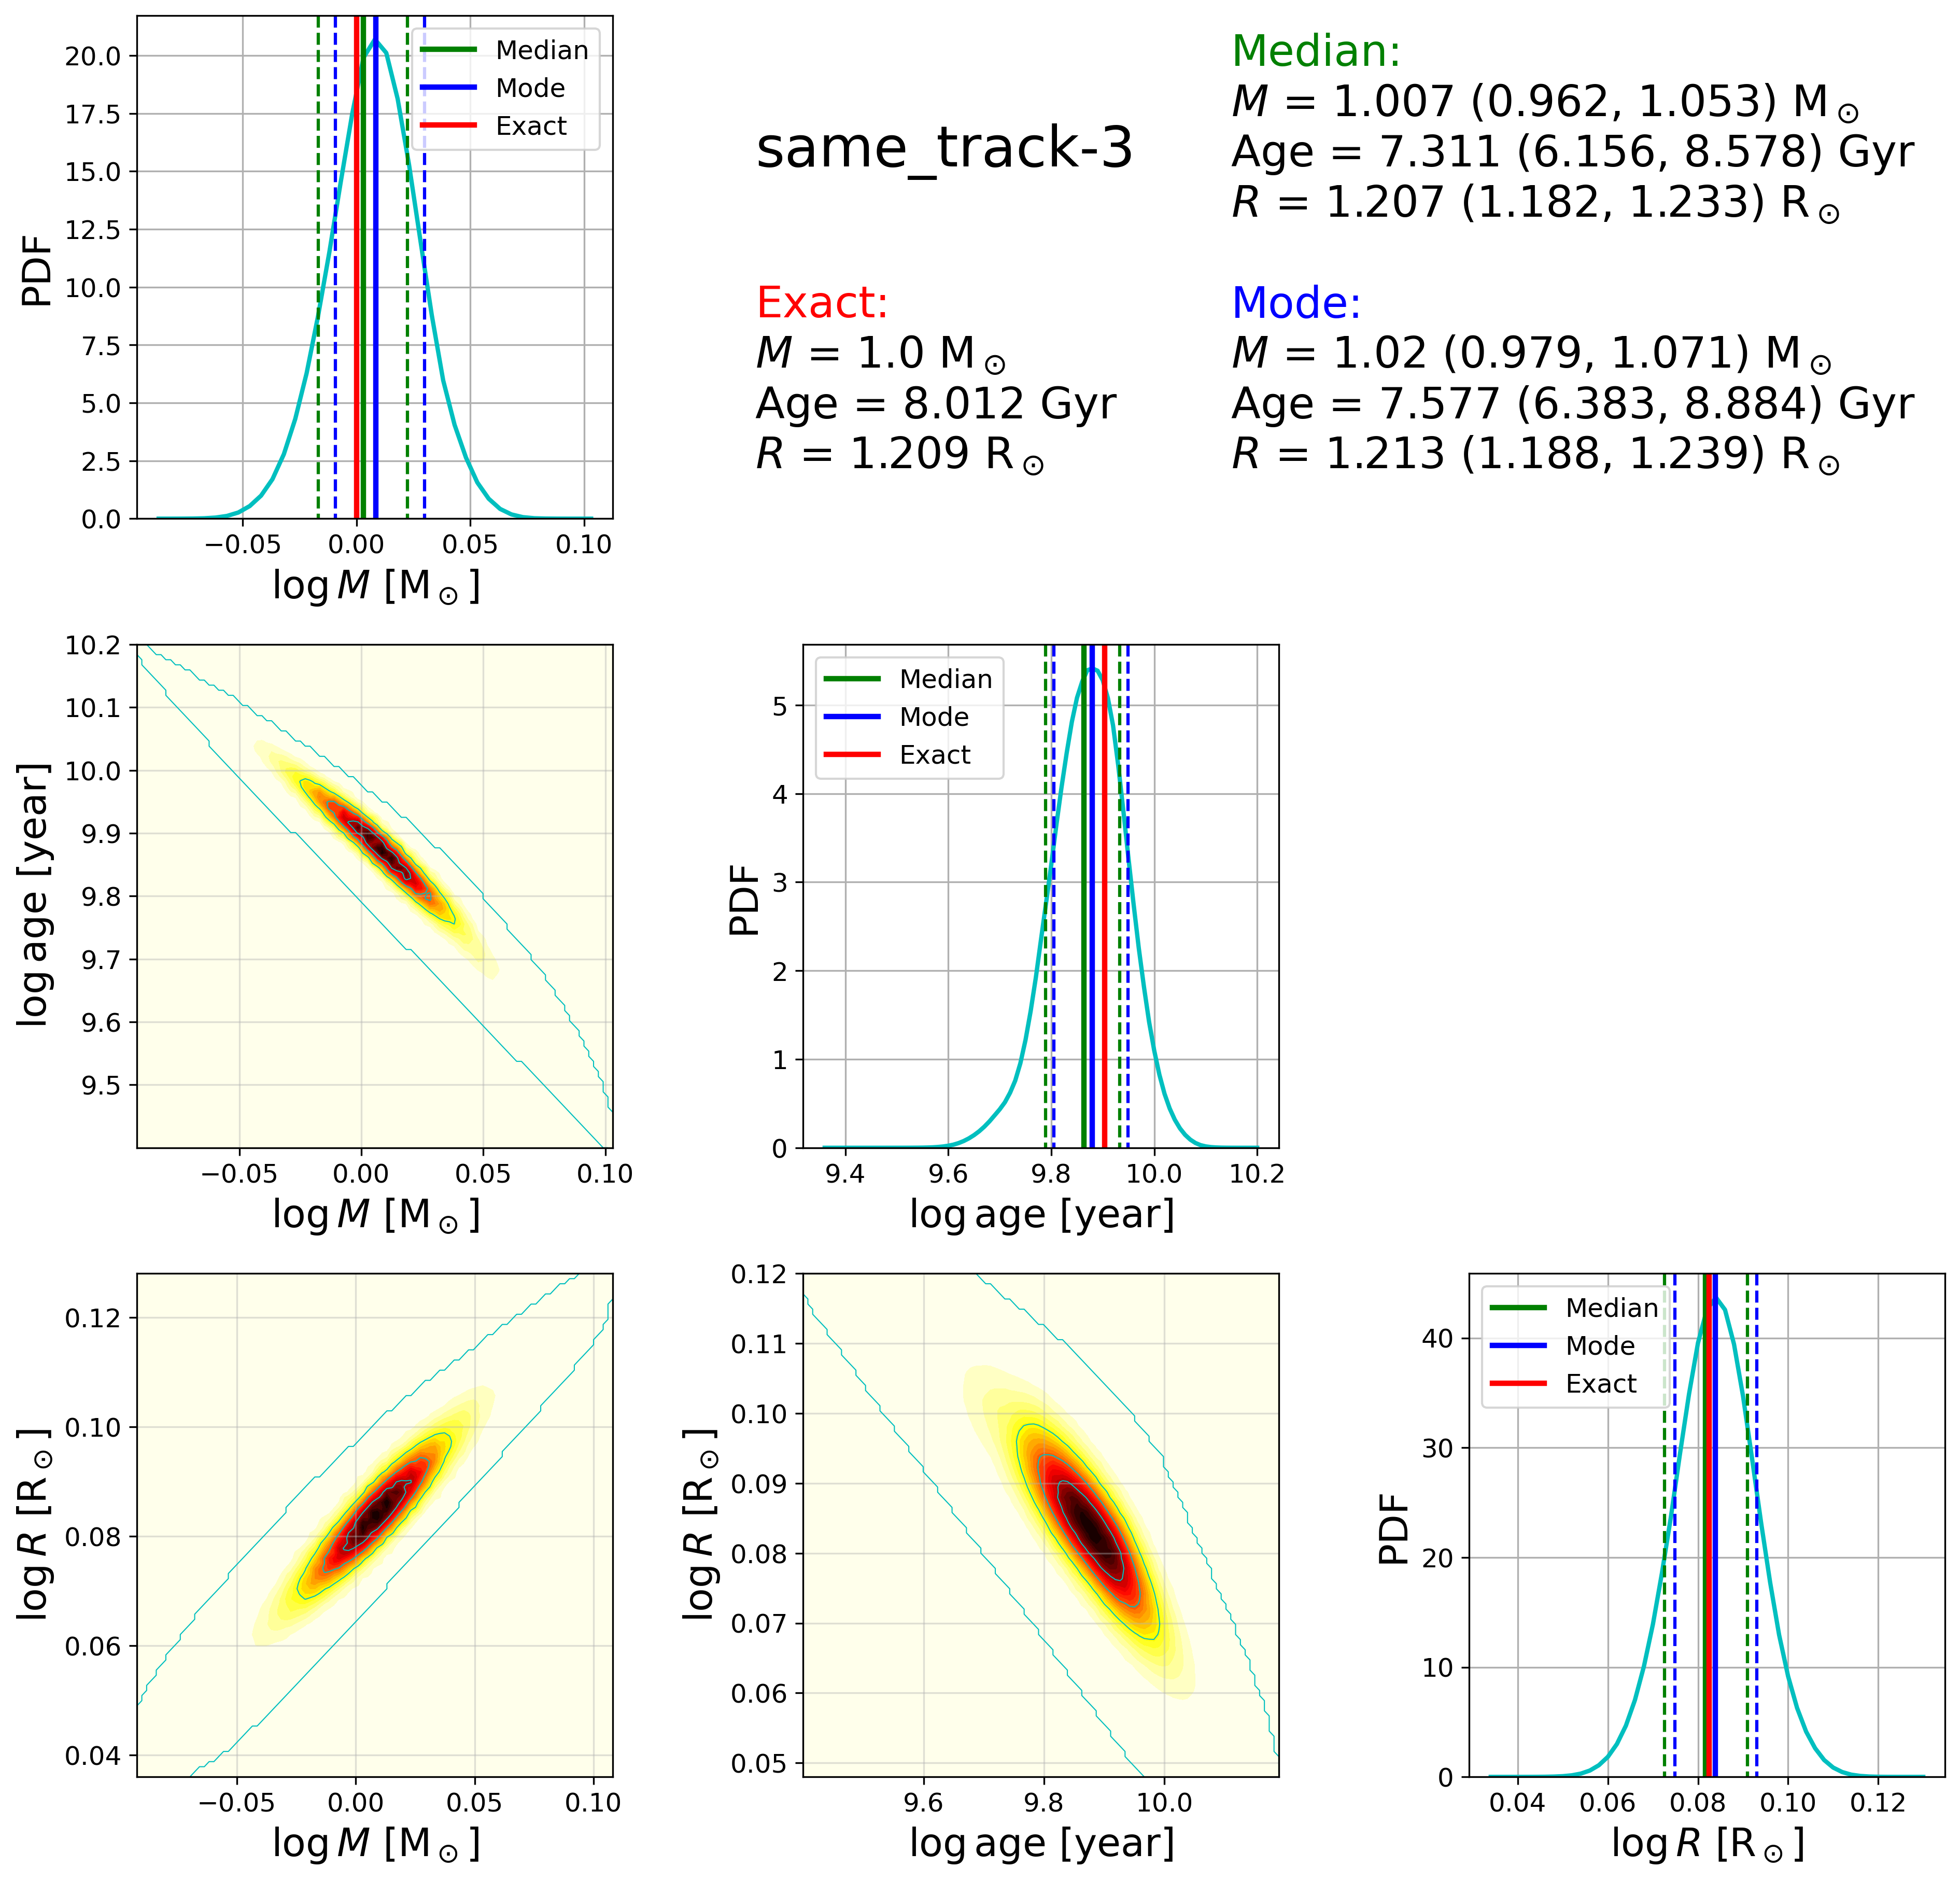 20.0
17.5
15.0
12.5
10.0
7.5
5.0
2.5
0.0
PDF
Median
Mode
Exact
−0.05 0.00 0.05 0.10
log M [M⊙]
same_track-3
Median:
M = 1.007 (0.962, 1.053) M⊙
Age = 7.311 (6.156, 8.578) Gyr
R = 1.207 (1.182, 1.233) R⊙
Exact:
M = 1.0 M⊙
Age = 8.012 Gyr
R = 1.209 R⊙
Mode:
M = 1.02 (0.979, 1.071) M⊙
Age = 7.577 (6.383, 8.884) Gyr
R = 1.213 (1.188, 1.239) R⊙
10.2
10.1
10.0
9.9
9.8
9.7
9.6
9.5
log age [year]
−0.05 0.00 0.05 0.10
log M [M⊙]
5
4
3
2
1
0
PDF
Median
Mode
Exact
9.4 9.6 9.8 10.0 10.2
log age [year]
0.12
0.10
0.08
0.06
0.04
log R [R⊙]
−0.05 0.00 0.05 0.10
log M [M⊙]
0.12
0.11
0.10
0.09
0.08
0.07
0.06
0.05
log R [R⊙]
9.6 9.8 10.0
log age [year]
40
30
20
10
0
PDF
Median
Mode
Exact
0.04 0.06 0.08 0.10 0.12
log R [R⊙]